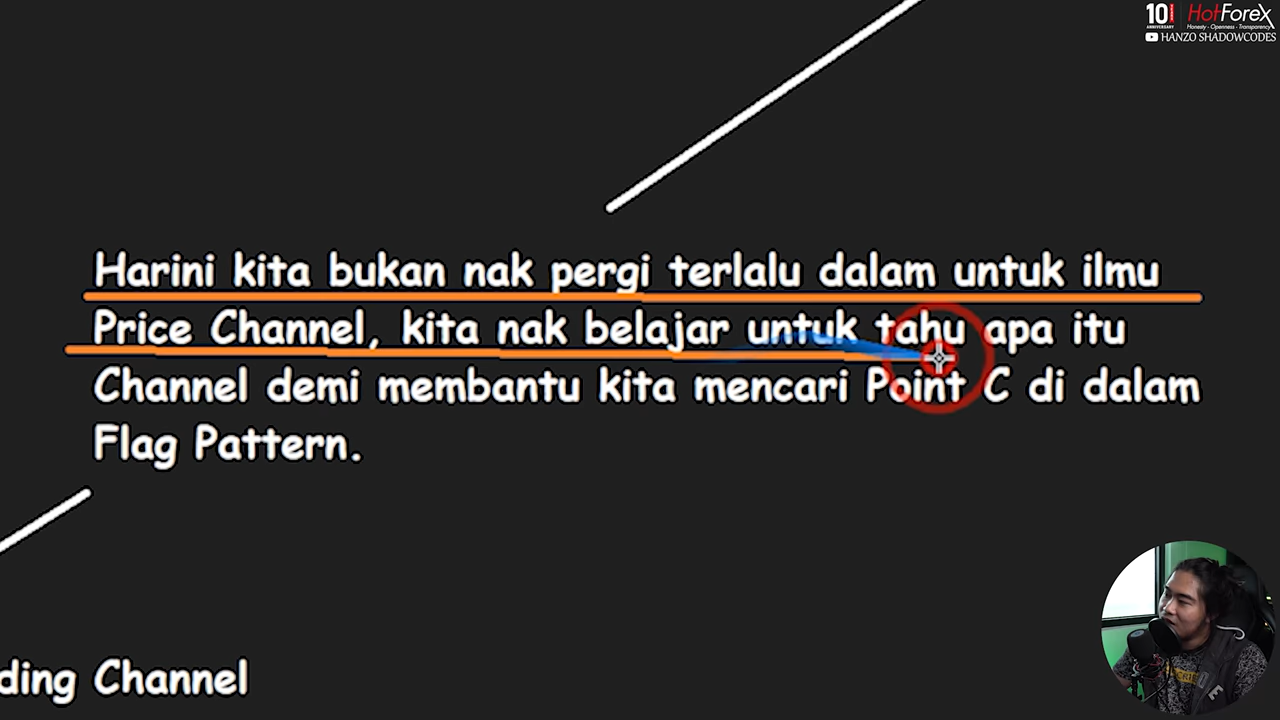 10 HotForeX
ANNIVERSARY Honesty - Openness - Transparency
HANZO SHADOWCODES
Harini kita bukan nak pergi terlalu dalam untuk ilmu
Price Channel, kita nak belajar untuk tahu apa itu
Channel demi membantu kita mencari Point C di dalam
Flag Pattern.
ding Channel